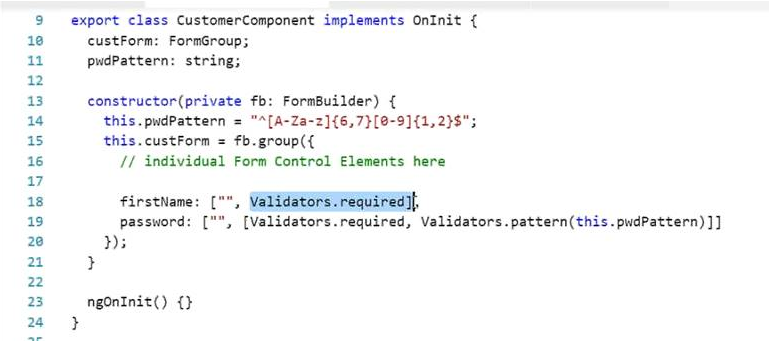 9 export class CustomerComponent implements OnInit {
10 custForm: FormGroup;
11 pwdPattern: string;
12
13 constructor(private fb: FormBuilder) {
14 this.pwdPattern = "^[A-Za-z]{6,7}[0-9]{1,2}$";
15 this.custForm = fb.group({
16 // individual Form Control Elements here
17
18 firstName: ["", Validators.required],
19 password: ["", [Validators.required, Validators.pattern(this.pwdPattern)]]
20 });
21 }
22
23 ngOnInit() {}
24 }